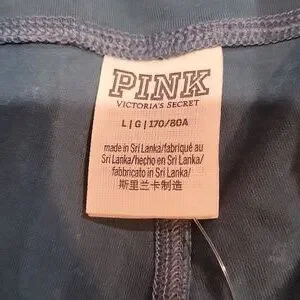 PINK
VICTORIA'S SECRET
L | G | 170/80A
made in Sri Lanka/fabriqué au
Sri Lanka/hecho en Sri Lanka/
fabbricato in Sri Lanka/
斯里兰卡制造